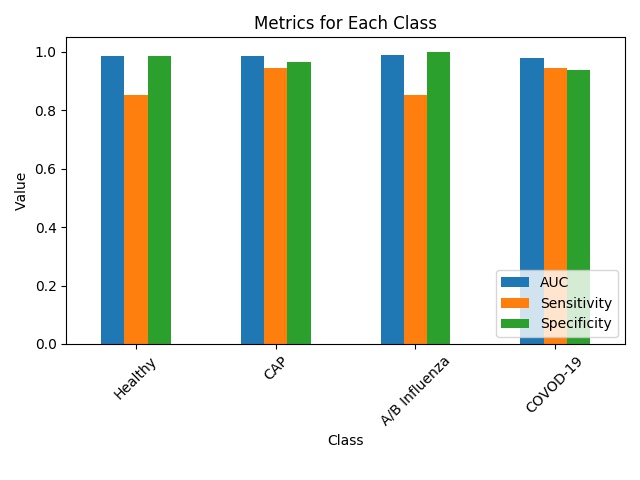 Metrics for Each Class
Value
1.0
0.8
0.6
0.4
0.2
0.0
AUC
Sensitivity
Specificity
Healthy
CAP
A/B Influenza
COVOD-19
Class